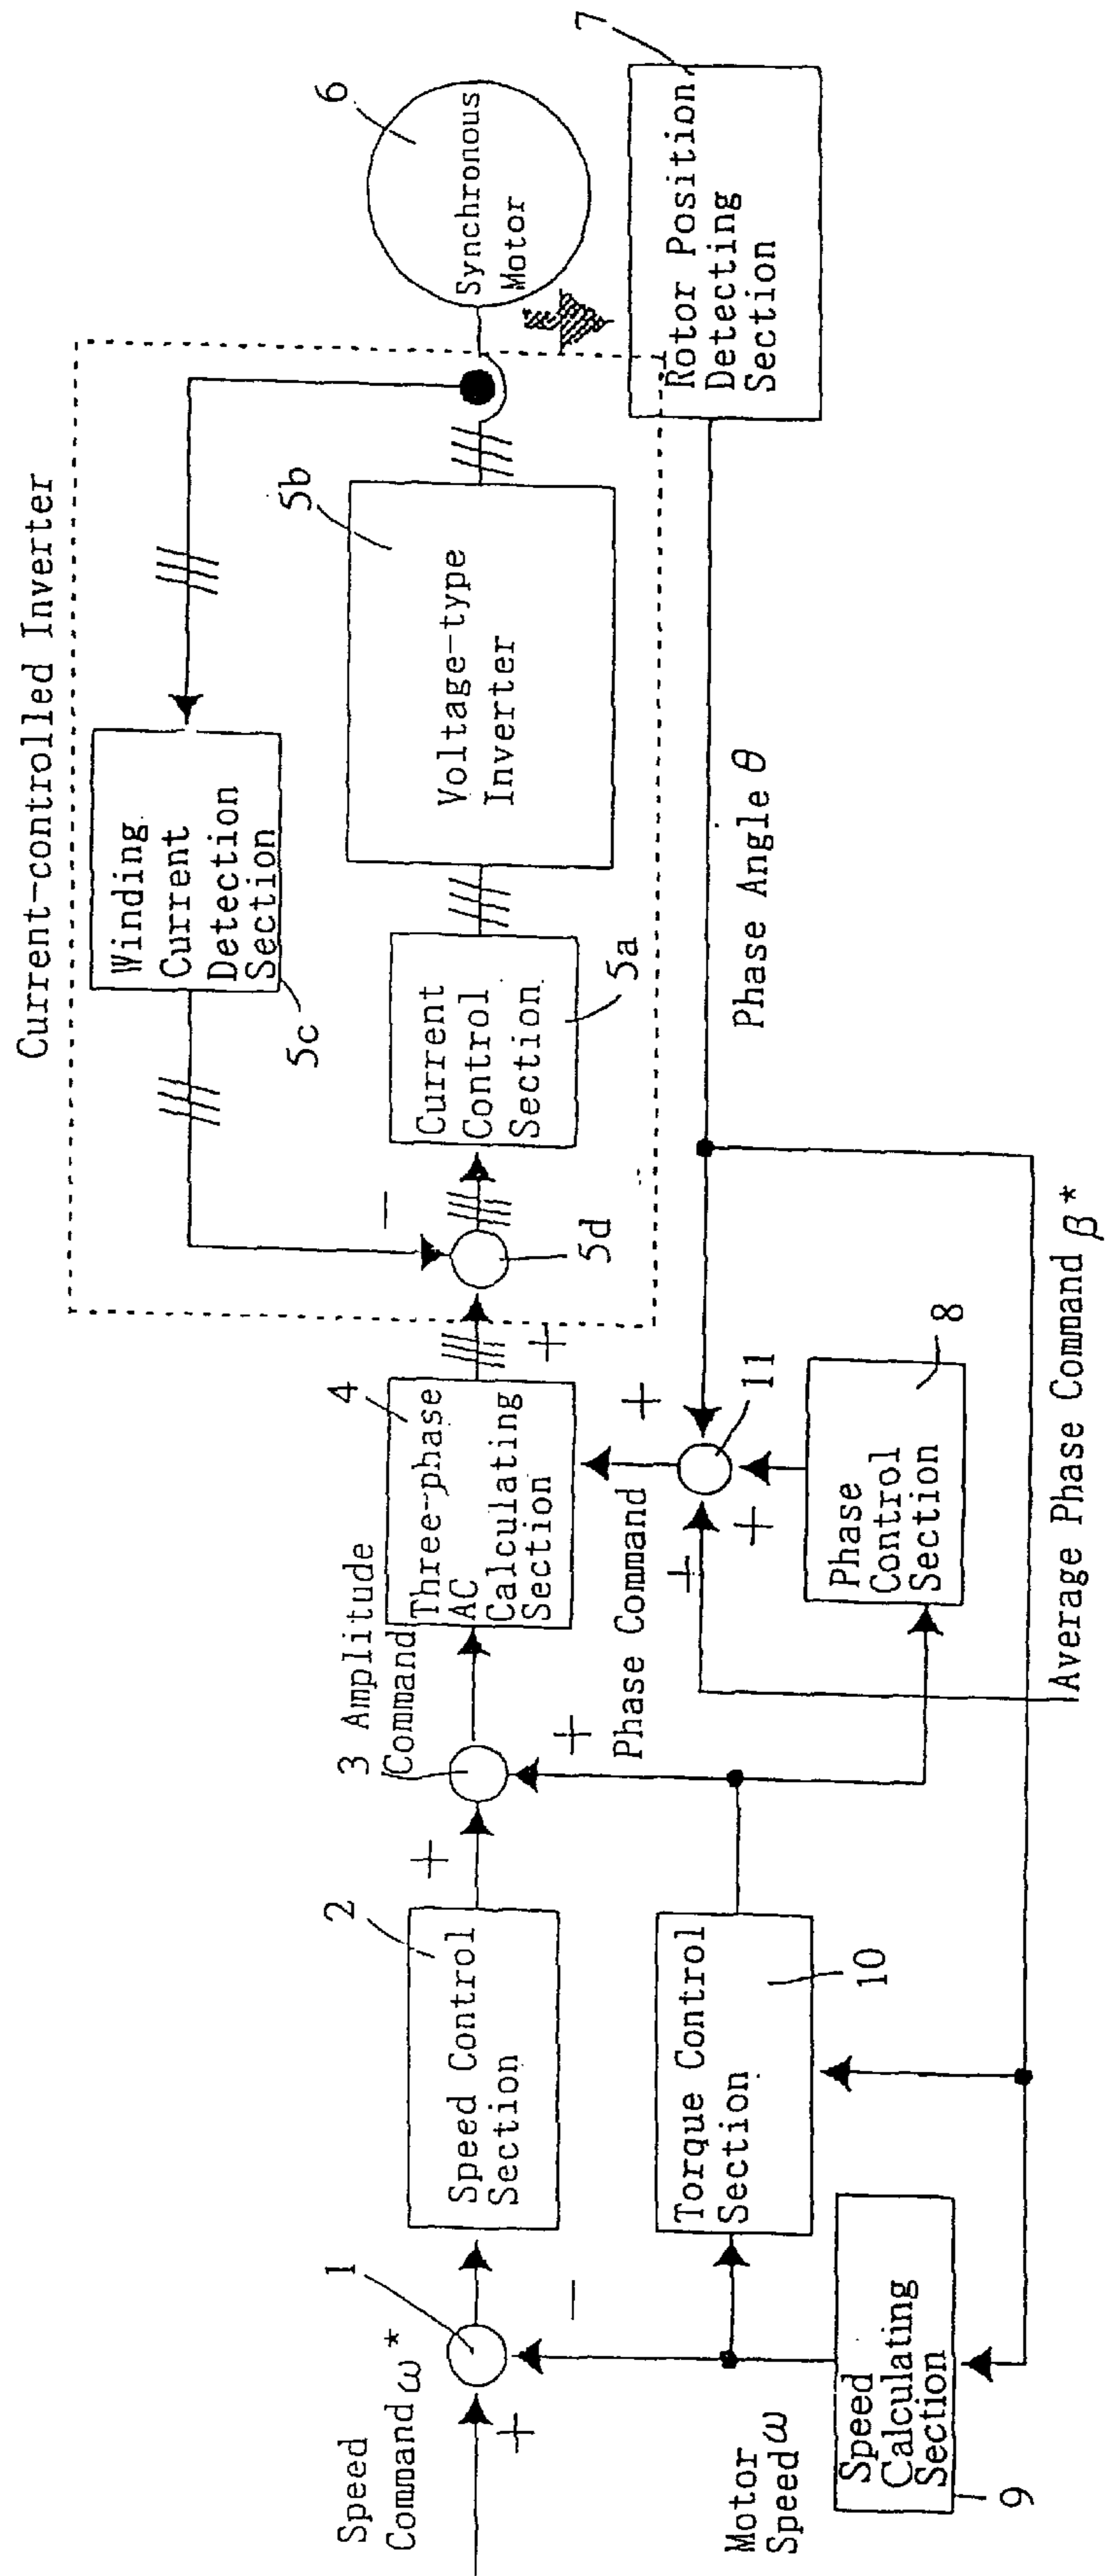 Current-controlled Inverter
Winding
Current
Detection
Section
5c
5b
Voltage-type
Inverter
Current
Control
Section
5a
5d
−
+
6
Synchronous
Motor
7
Rotor Position
Detecting
Section
Phase Angle θ
4
Three-phase
AC
Calculating
Section
3 Amplitude
Command
+
+
2
Speed Control
Section
1
Speed
Command ω*
+
−
Phase Command
+
+
+
11
8
Phase
Control
Section
Average Phase Command β*
10
Torque Control
Section
Motor
Speed ω
9
Speed
Calculating
Section